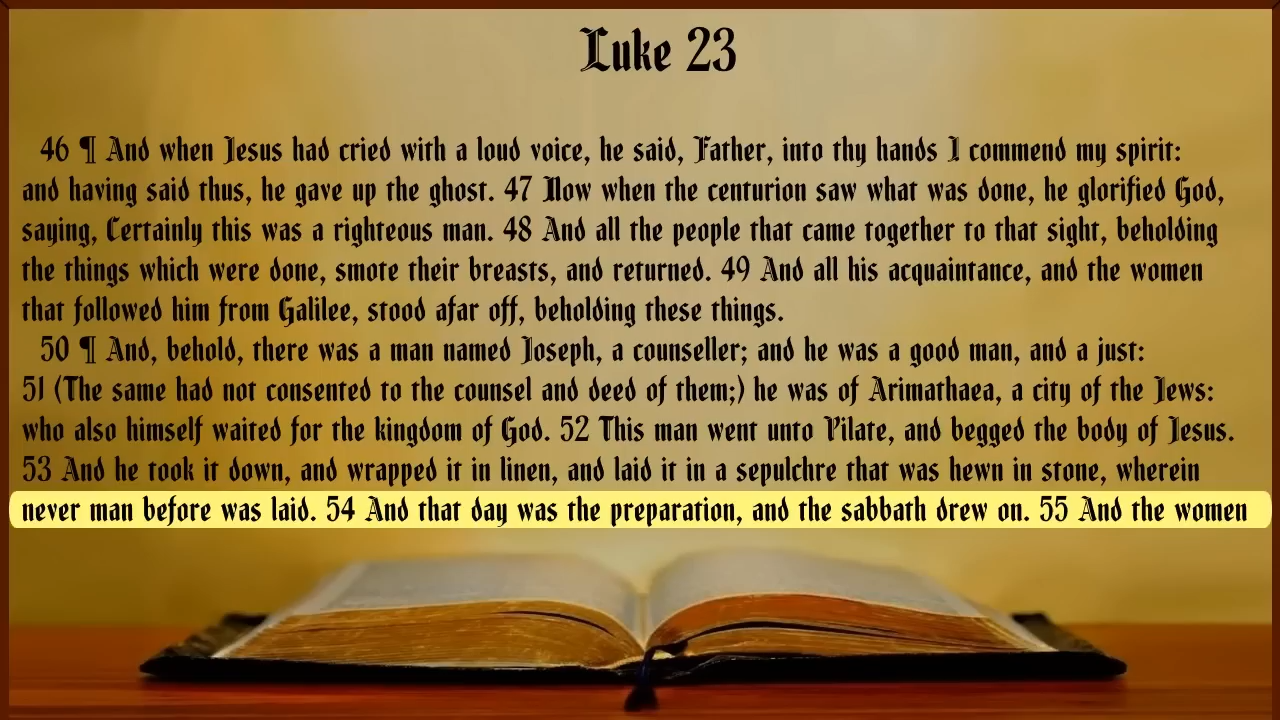 Luke 23
46 ¶ And when Jesus had cried with a loud voice, he said, Father, into thy hands I commend my spirit:
and having said thus, he gave up the ghost. 47 Now when the centurion saw what was done, he glorified God,
saying, Certainly this was a righteous man. 48 And all the people that came together to that sight, beholding
the things which were done, smote their breasts, and returned. 49 And all his acquaintance, and the women
that followed him from Galilee, stood afar off, beholding these things.
50 ¶ And, behold, there was a man named Joseph, a counseller; and he was a good man, and a just:
51 (The same had not consented to the counsel and deed of them;) he was of Arimathaea, a city of the Jews:
who also himself waited for the kingdom of God. 52 This man went unto Pilate, and begged the body of Jesus.
53 And he took it down, and wrapped it in linen, and laid it in a sepulchre that was hewn in stone, wherein
never man before was laid. 54 And that day was the preparation, and the sabbath drew on. 55 And the women